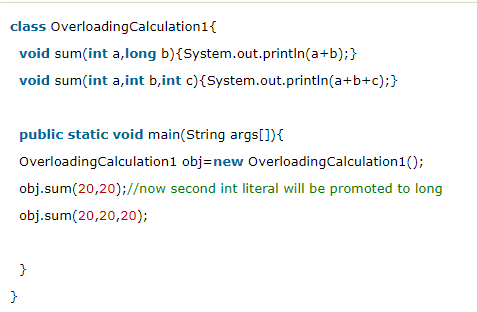 class OverloadingCalculation1{
void sum(int a,long b){System.out.println(a+b);}
void sum(int a,int b,int c){System.out.println(a+b+c);}
public static void main(String args[]){
OverloadingCalculation1 obj=new OverloadingCalculation1();
obj.sum(20,20);//now second int literal will be promoted to long
obj.sum(20,20,20);
}
}